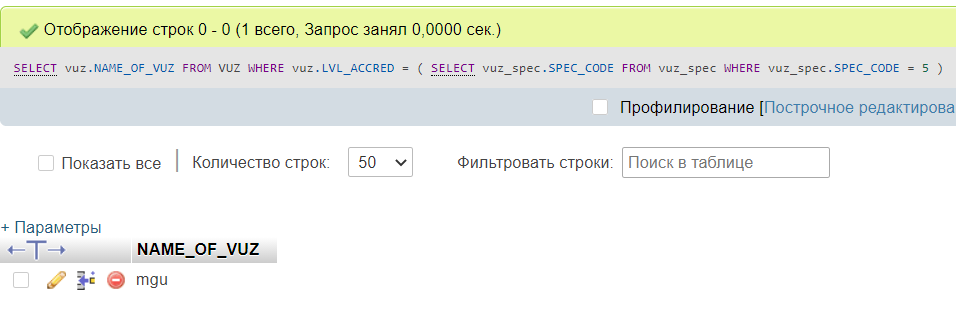 Отображение строк 0 - 0 (1 всего, Запрос занял 0,0000 сек.)
SELECT vuz.NAME_OF_VUZ FROM VUZ WHERE vuz.LVL_ACCRED = ( SELECT vuz_spec.SPEC_CODE FROM vuz_spec WHERE vuz_spec.SPEC_CODE = 5 )
Профилирование [Построчное редактирова
Показать все | Количество строк: 50 Фильтровать строки: Поиск в таблице
+ Параметры
←T→ NAME_OF_VUZ
mgu